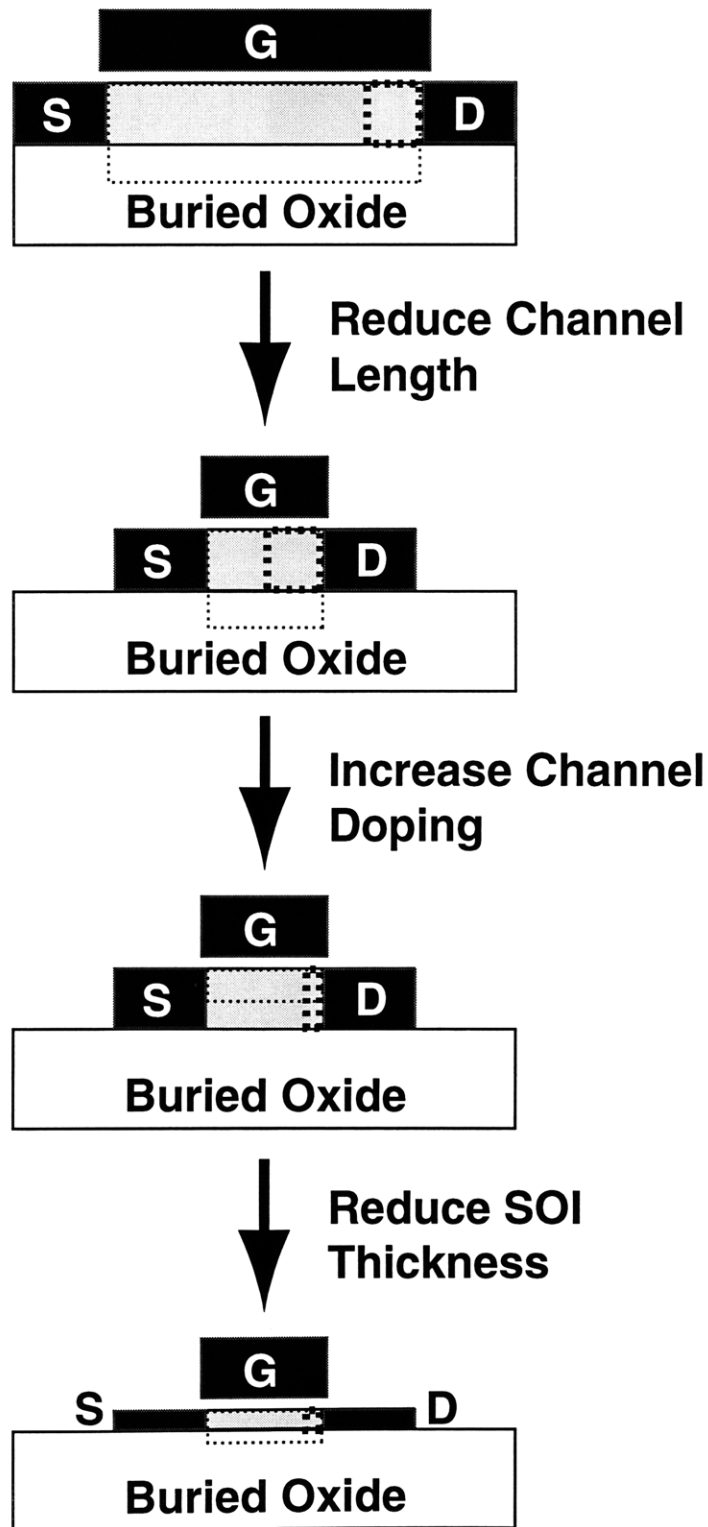 G
S D
Buried Oxide
Reduce Channel
Length
G
S D
Buried Oxide
Increase Channel
Doping
G
S D
Buried Oxide
Reduce SOI
Thickness
G
S D
Buried Oxide